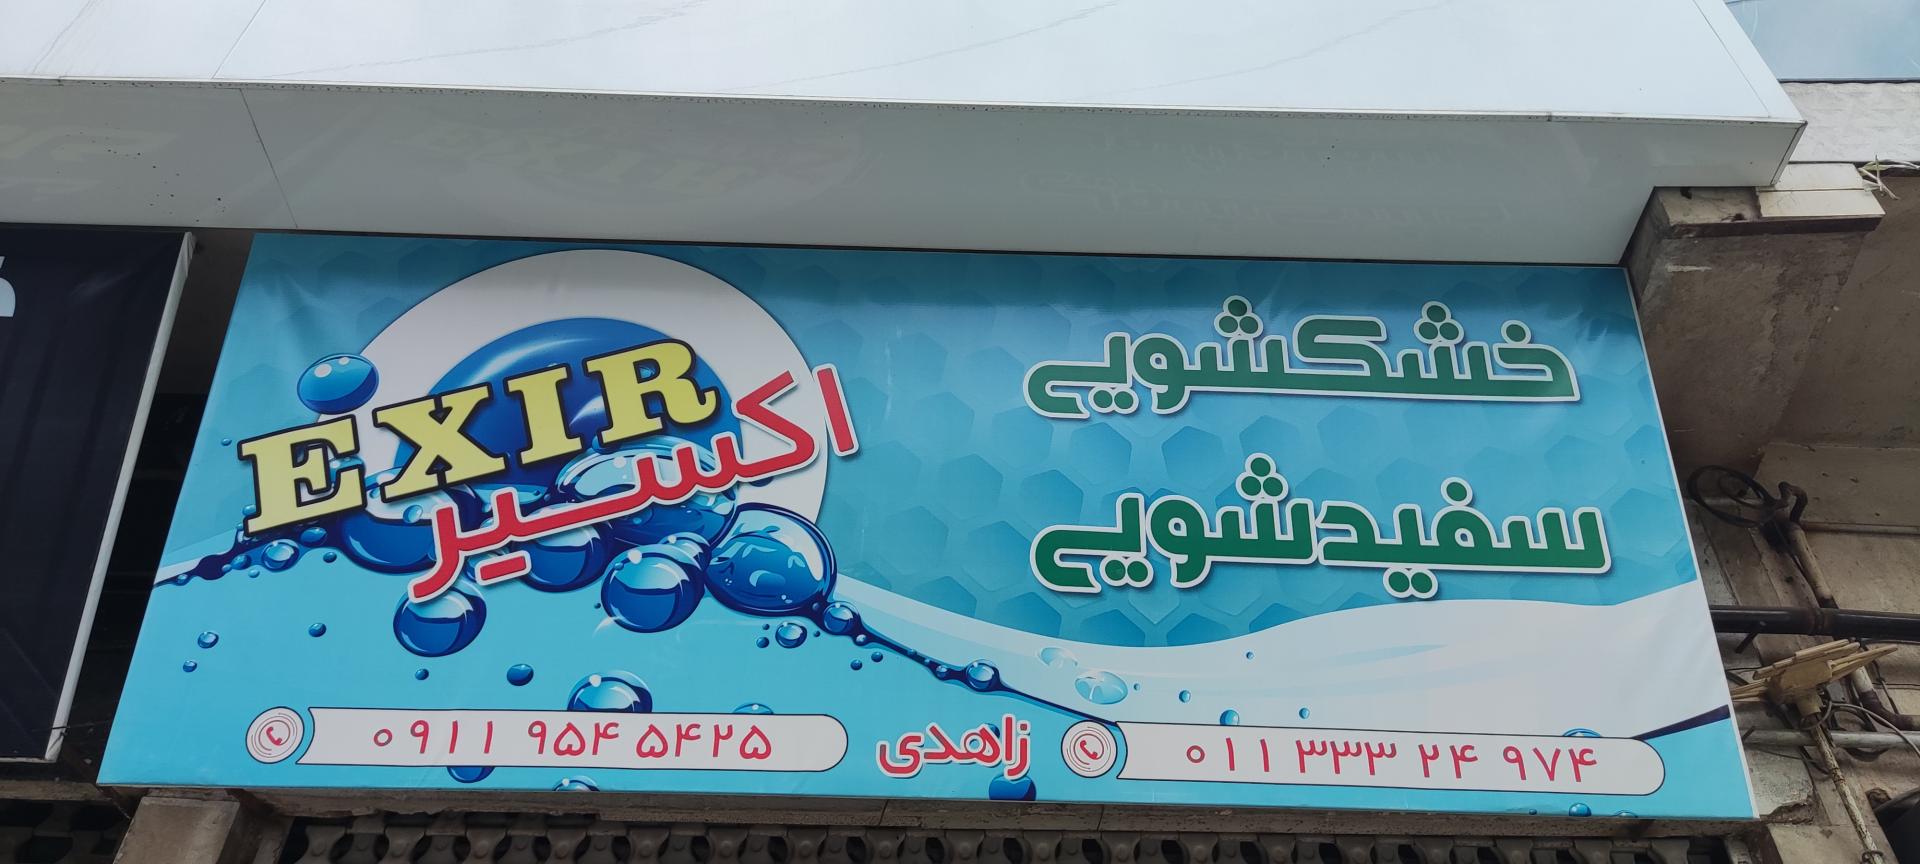 خشکشویی
سفیدشویی
EXIR
اکسیر
۰۱۱ ۳۳۳ ۲۴ ۹۷۴
زاهدی
۰۹۱۱ ۹۵۴ ۵۴۲۵